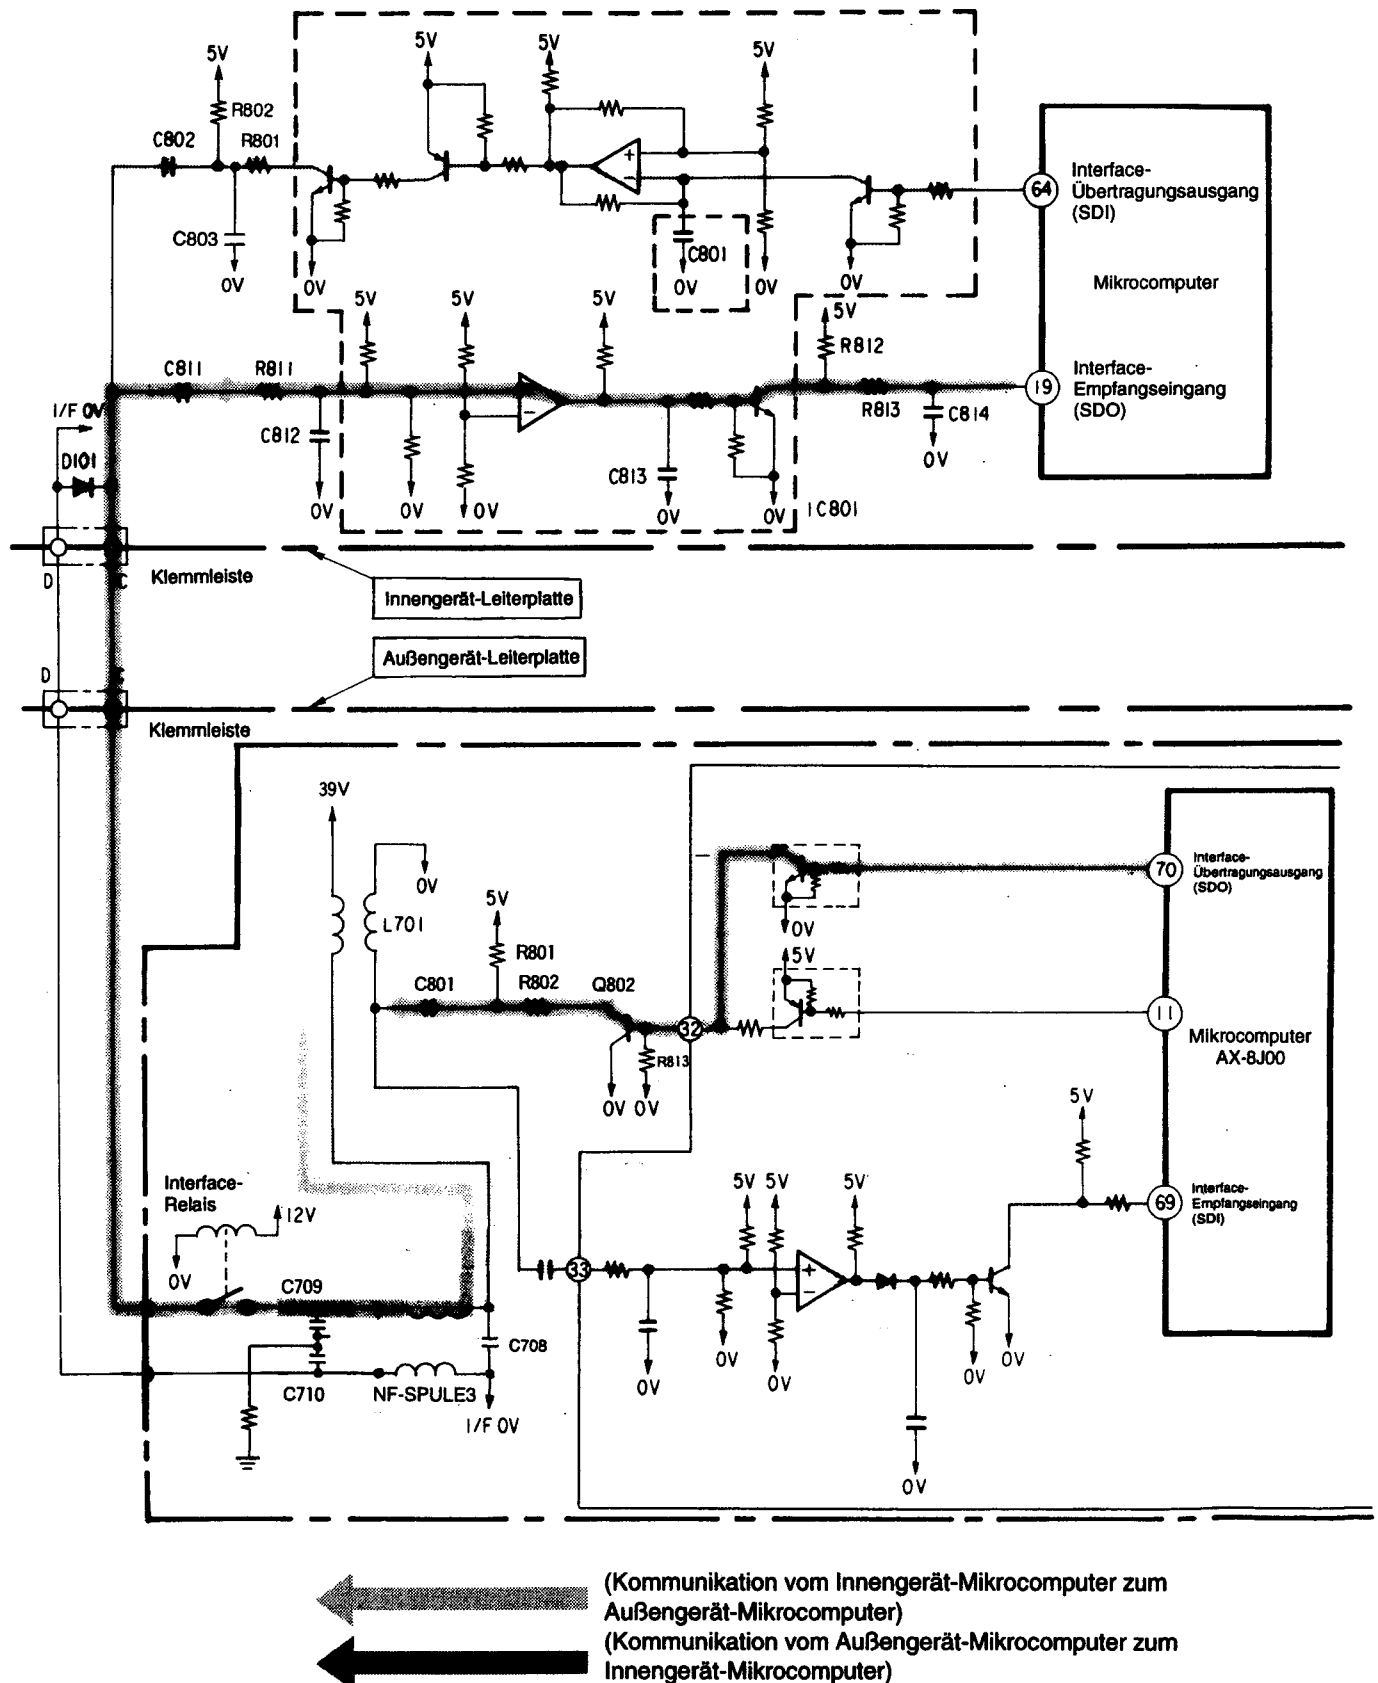 5V
5V
5V
5V
R802
C802
R801
C803
0V
0V
C801
0V
0V
0V
64
Interface-
Übertragungsausgang
(SDI)
Mikrocomputer
5V
5V
5V
5V
R812
C811
R811
19
Interface-
Empfangseingang
(SDO)
R813
C814
0V
I/F 0V
C812
D101
C813
0V
0V
0V
0V
0V
IC801
D
C
Klemmleiste
Innengerät-Leiterplatte
Außengerät-Leiterplatte
D
Klemmleiste
39V
0V
L701
5V
R801
C801
R802
Q802
32
R813
0V
0V
0V
5V
70
Interface-
Übertragungsausgang
(SDO)
11
Mikrocomputer
AX-8J00
5V
69
Interface-
Empfangseingang
(SDI)
Interface-
Relais
12V
0V
C709
C708
C710
NF-SPULE3
I/F 0V
33
5V
5V
5V
0V
0V
0V
0V
0V
0V
(Kommunikation vom Innengerät-Mikrocomputer zum
Außengerät-Mikrocomputer)
(Kommunikation vom Außengerät-Mikrocomputer zum
Innengerät-Mikrocomputer)